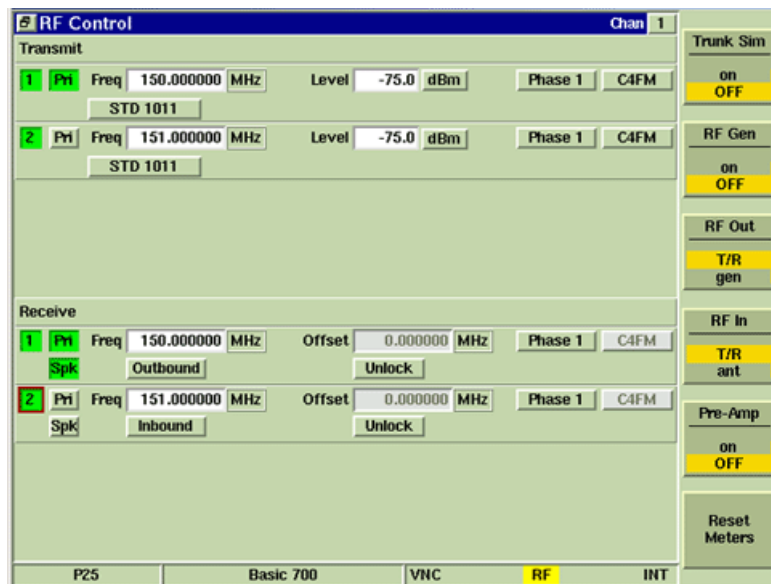 RF Control Chan 1
Transmit
1 Pri Freq 150.000000 MHz Level -75.0 dBm Phase 1 C4FM
STD 1011
2 Pri Freq 151.000000 MHz Level -75.0 dBm Phase 1 C4FM
STD 1011
Receive
1 Pri Freq 150.000000 MHz Offset 0.000000 MHz Phase 1 C4FM
Spk Outbound Unlock
2 Pri Freq 151.000000 MHz Offset 0.000000 MHz Phase 1 C4FM
Spk Inbound Unlock
Trunk Sim
on
OFF
RF Gen
on
OFF
RF Out
T/R
gen
RF In
T/R
ant
Pre-Amp
on
OFF
Reset
Meters
P25 Basic 700 VNC RF INT